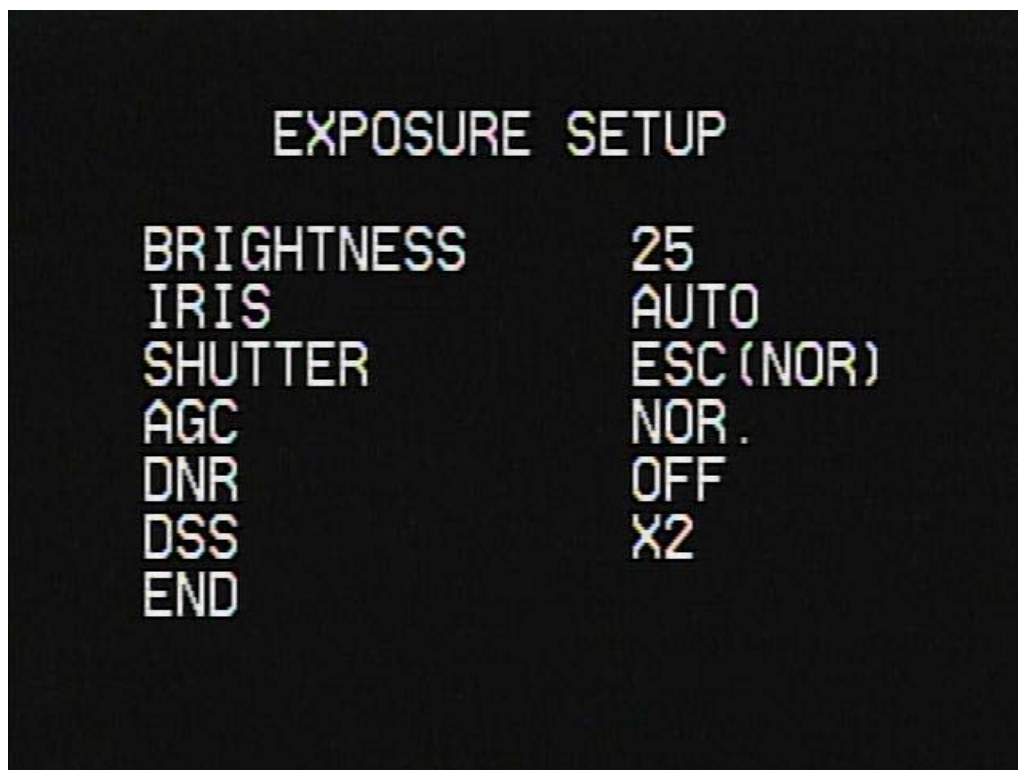 EXPOSURE SETUP
BRIGHTNESS 25
IRIS AUTO
SHUTTER ESC(NOR)
AGC NOR.
DNR OFF
DSS X2
END